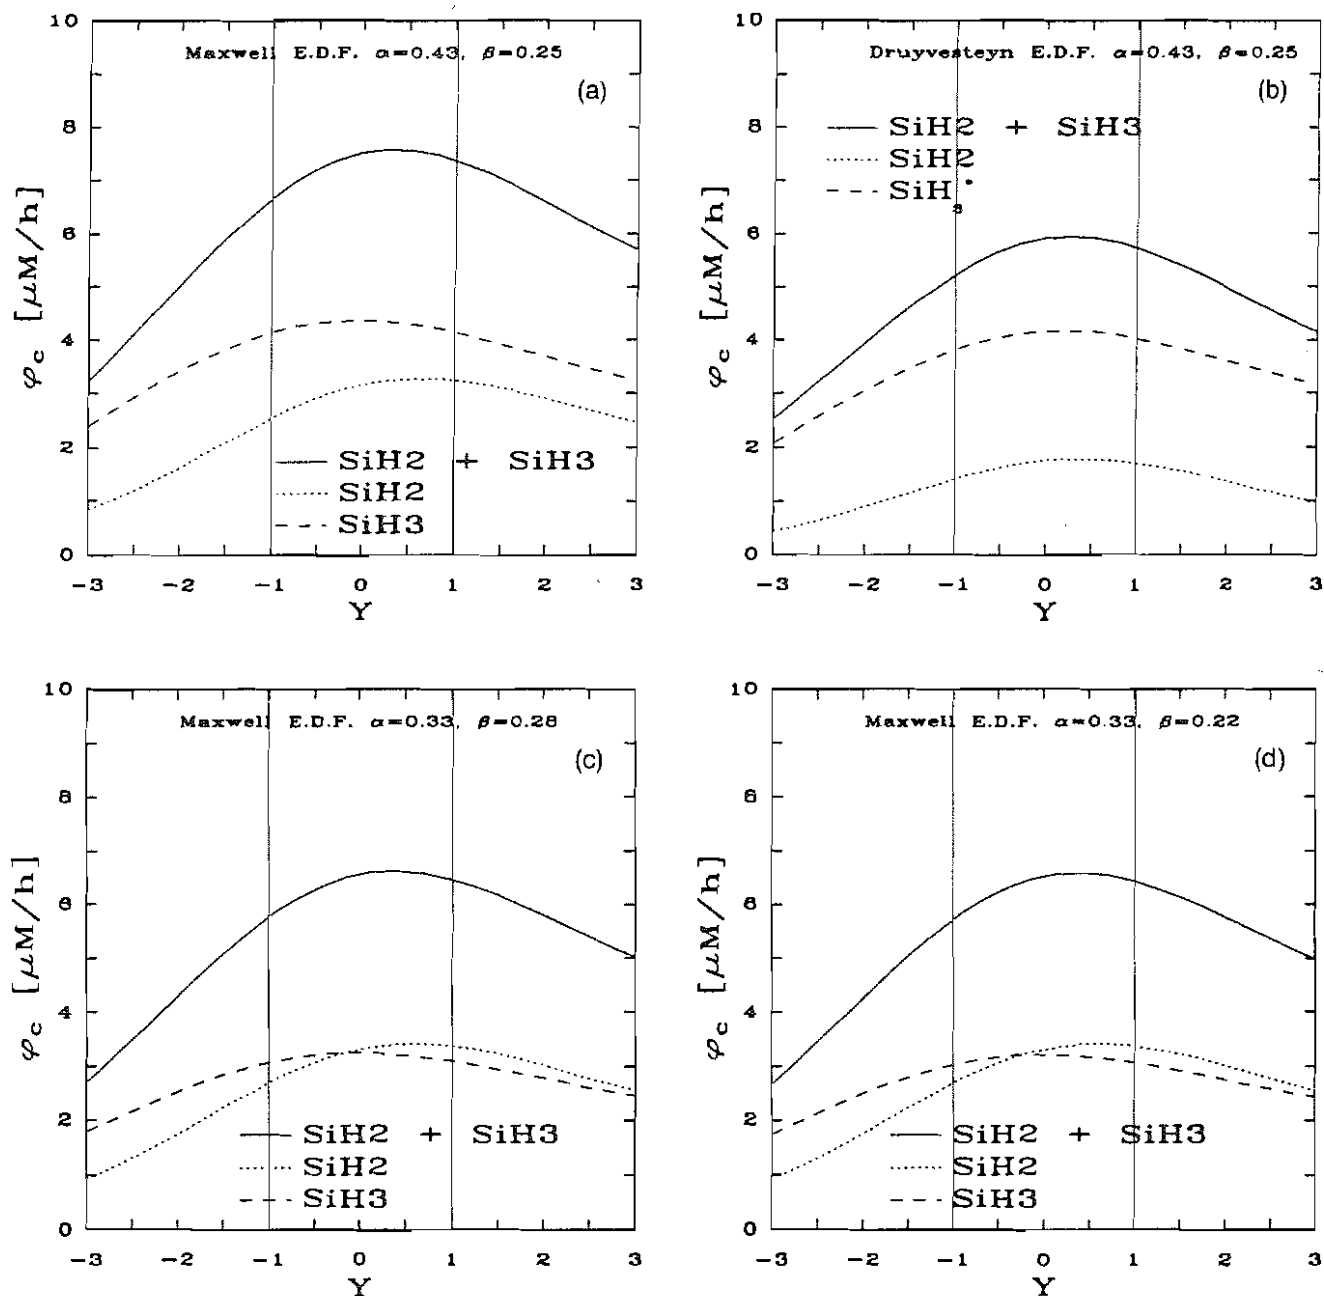 10
Maxwell E.D.F. α=0.43, β=0.25
(a)
8
6
4
2
0
φc [μM/h]
SiH2 + SiH3
SiH2
SiH3
-3 -2 -1 0 1 2 3
Y
10
Druyvesteyn E.D.F. α=0.43, β=0.25
(b)
8
SiH2 + SiH3
SiH2
SiH
s
6
4
2
0
φc [μM/h]
-3 -2 -1 0 1 2 3
Y
10
Maxwell E.D.F. α=0.33, β=0.28
(c)
8
6
4
2
0
φc [μM/h]
SiH2 + SiH3
SiH2
SiH3
-3 -2 -1 0 1 2 3
Y
10
Maxwell E.D.F. α=0.33, β=0.22
(d)
8
6
4
2
0
φc [μM/h]
SiH2 + SiH3
SiH2
SiH3
-3 -2 -1 0 1 2 3
Y